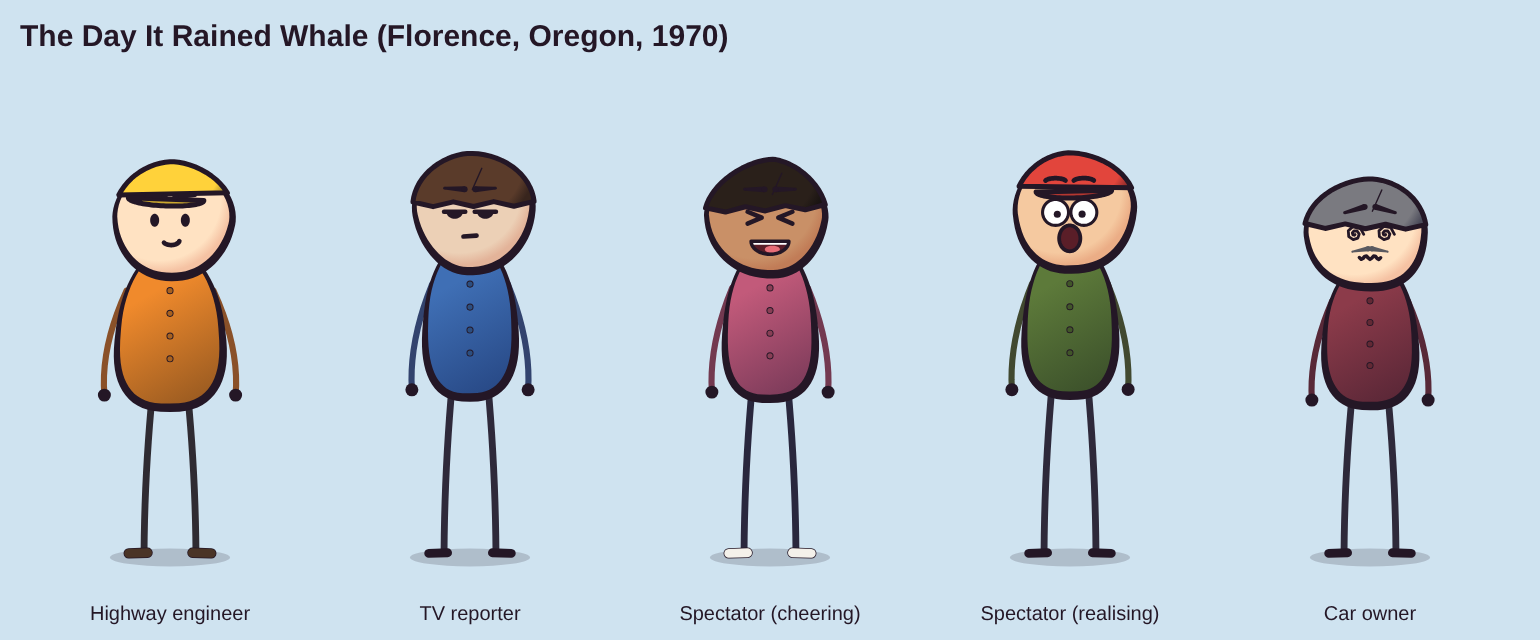 The Day It Rained Whale (Florence, Oregon, 1970)
Highway engineer
TV reporter
Spectator (cheering)
Spectator (realising)
Car owner